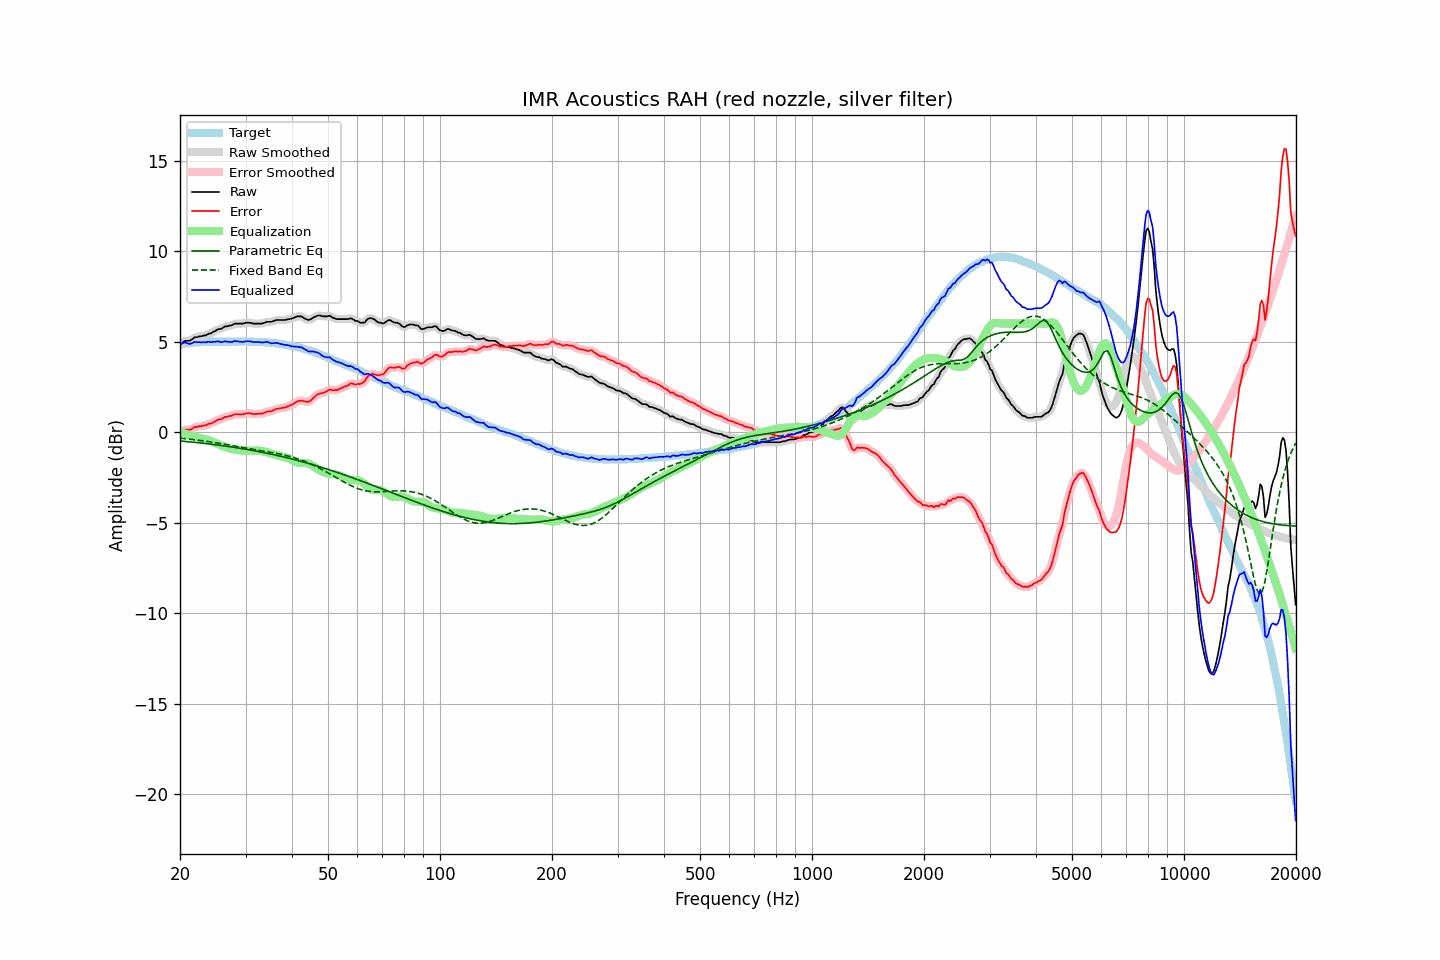 IMR Acoustics RAH (red nozzle, silver filter)
Target
Raw Smoothed
Error Smoothed
Raw
Error
Equalization
Parametric Eq
Fixed Band Eq
Equalized
15
10
5
0
−5
−10
−15
−20
Amplitude (dBr)
20
50
100
200
500
1000
2000
5000
10000
20000
Frequency (Hz)